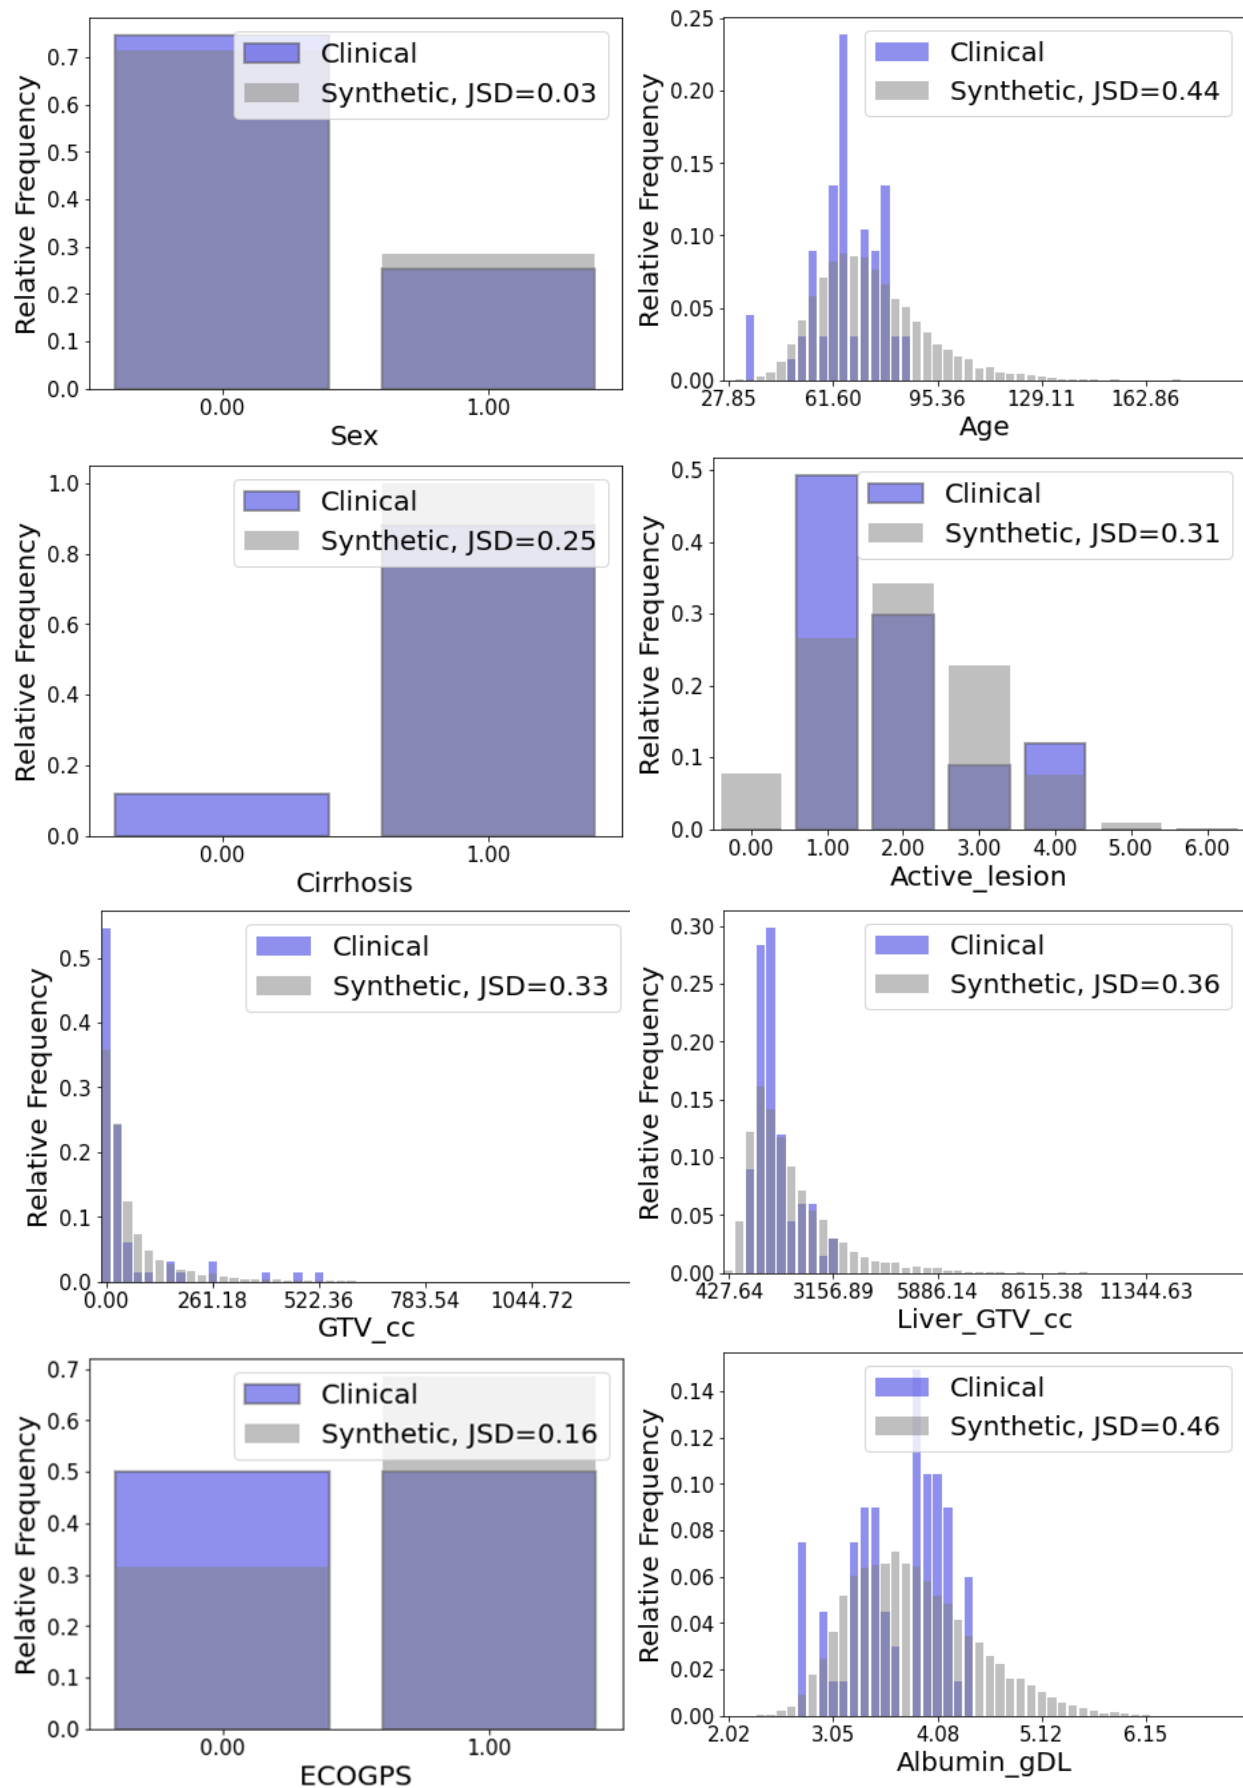 Relative Frequency
0.7
0.6
0.5
0.4
0.3
0.2
0.1
0.0
Clinical
Synthetic, JSD=0.03
0.00 1.00
Sex
Relative Frequency
0.25
0.20
0.15
0.10
0.05
0.00
Clinical
Synthetic, JSD=0.44
27.85 61.60 95.36 129.11 162.86
Age
Relative Frequency
1.0
0.8
0.6
0.4
0.2
0.0
Clinical
Synthetic, JSD=0.25
0.00 1.00
Cirrhosis
Relative Frequency
0.5
0.4
0.3
0.2
0.1
0.0
Clinical
Synthetic, JSD=0.31
0.00 1.00 2.00 3.00 4.00 5.00 6.00
Active_lesion
Relative Frequency
0.5
0.4
0.3
0.2
0.1
0.0
Clinical
Synthetic, JSD=0.33
0.00 261.18 522.36 783.54 1044.72
GTV_cc
Relative Frequency
0.30
0.25
0.20
0.15
0.10
0.05
0.00
Clinical
Synthetic, JSD=0.36
427.64 3156.89 5886.14 8615.38 11344.63
Liver_GTV_cc
Relative Frequency
0.7
0.6
0.5
0.4
0.3
0.2
0.1
0.0
Clinical
Synthetic, JSD=0.16
0.00 1.00
ECOGPS
Relative Frequency
0.14
0.12
0.10
0.08
0.06
0.04
0.02
0.00
Clinical
Synthetic, JSD=0.46
2.02 3.05 4.08 5.12 6.15
Albumin_gDL